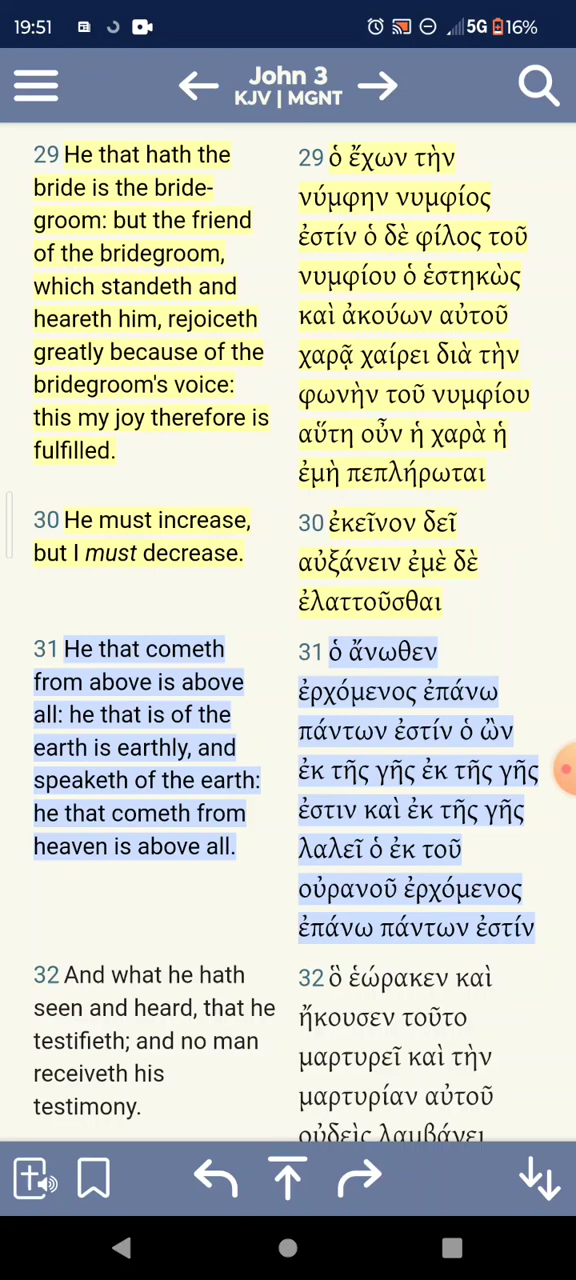 19:51
5G 16%
John 3
KJV | MGNT
29 He that hath the
bride is the bride-
groom: but the friend
of the bridegroom,
which standeth and
heareth him, rejoiceth
greatly because of the
bridegroom's voice:
this my joy therefore is
fulfilled.
29 ὁ ἔχων τὴν
νύμφην νυμφίος
ἐστίν ὁ δὲ φίλος τοῦ
νυμφίου ὁ ἑστηκὼς
καὶ ἀκούων αὐτοῦ
χαρᾷ χαίρει διὰ τὴν
φωνὴν τοῦ νυμφίου
αὕτη οὖν ἡ χαρὰ ἡ
ἐμὴ πεπλήρωται
30 He must increase,
but I must decrease.
30 ἐκεῖνον δεῖ
αὐξάνειν ἐμὲ δὲ
ἐλαττοῦσθαι
31 He that cometh
from above is above
all: he that is of the
earth is earthly, and
speaketh of the earth:
he that cometh from
heaven is above all.
31 ὁ ἄνωθεν
ἐρχόμενος ἐπάνω
πάντων ἐστίν ὁ ὢν
ἐκ τῆς γῆς ἐκ τῆς γῆς
ἐστιν καὶ ἐκ τῆς γῆς
λαλεῖ ὁ ἐκ τοῦ
οὐρανοῦ ἐρχόμενος
ἐπάνω πάντων ἐστίν
32 And what he hath
seen and heard, that he
testifieth; and no man
receiveth his
testimony.
32 ὃ ἑώρακεν καὶ
ἤκουσεν τοῦτο
μαρτυρεῖ καὶ τὴν
μαρτυρίαν αὐτοῦ
οὐδεὶς λαμβάνει